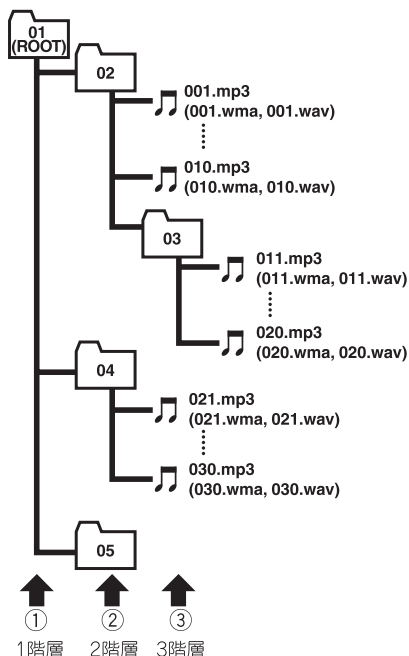 01
(ROOT)
02
001.mp3
(001.wma, 001.wav)
010.mp3
(010.wma, 010.wav)
03
011.mp3
(011.wma, 011.wav)
020.mp3
(020.wma, 020.wav)
04
021.mp3
(021.wma, 021.wav)
030.mp3
(030.wma, 030.wav)
05
① ② ③
1階層 2階層 3階層